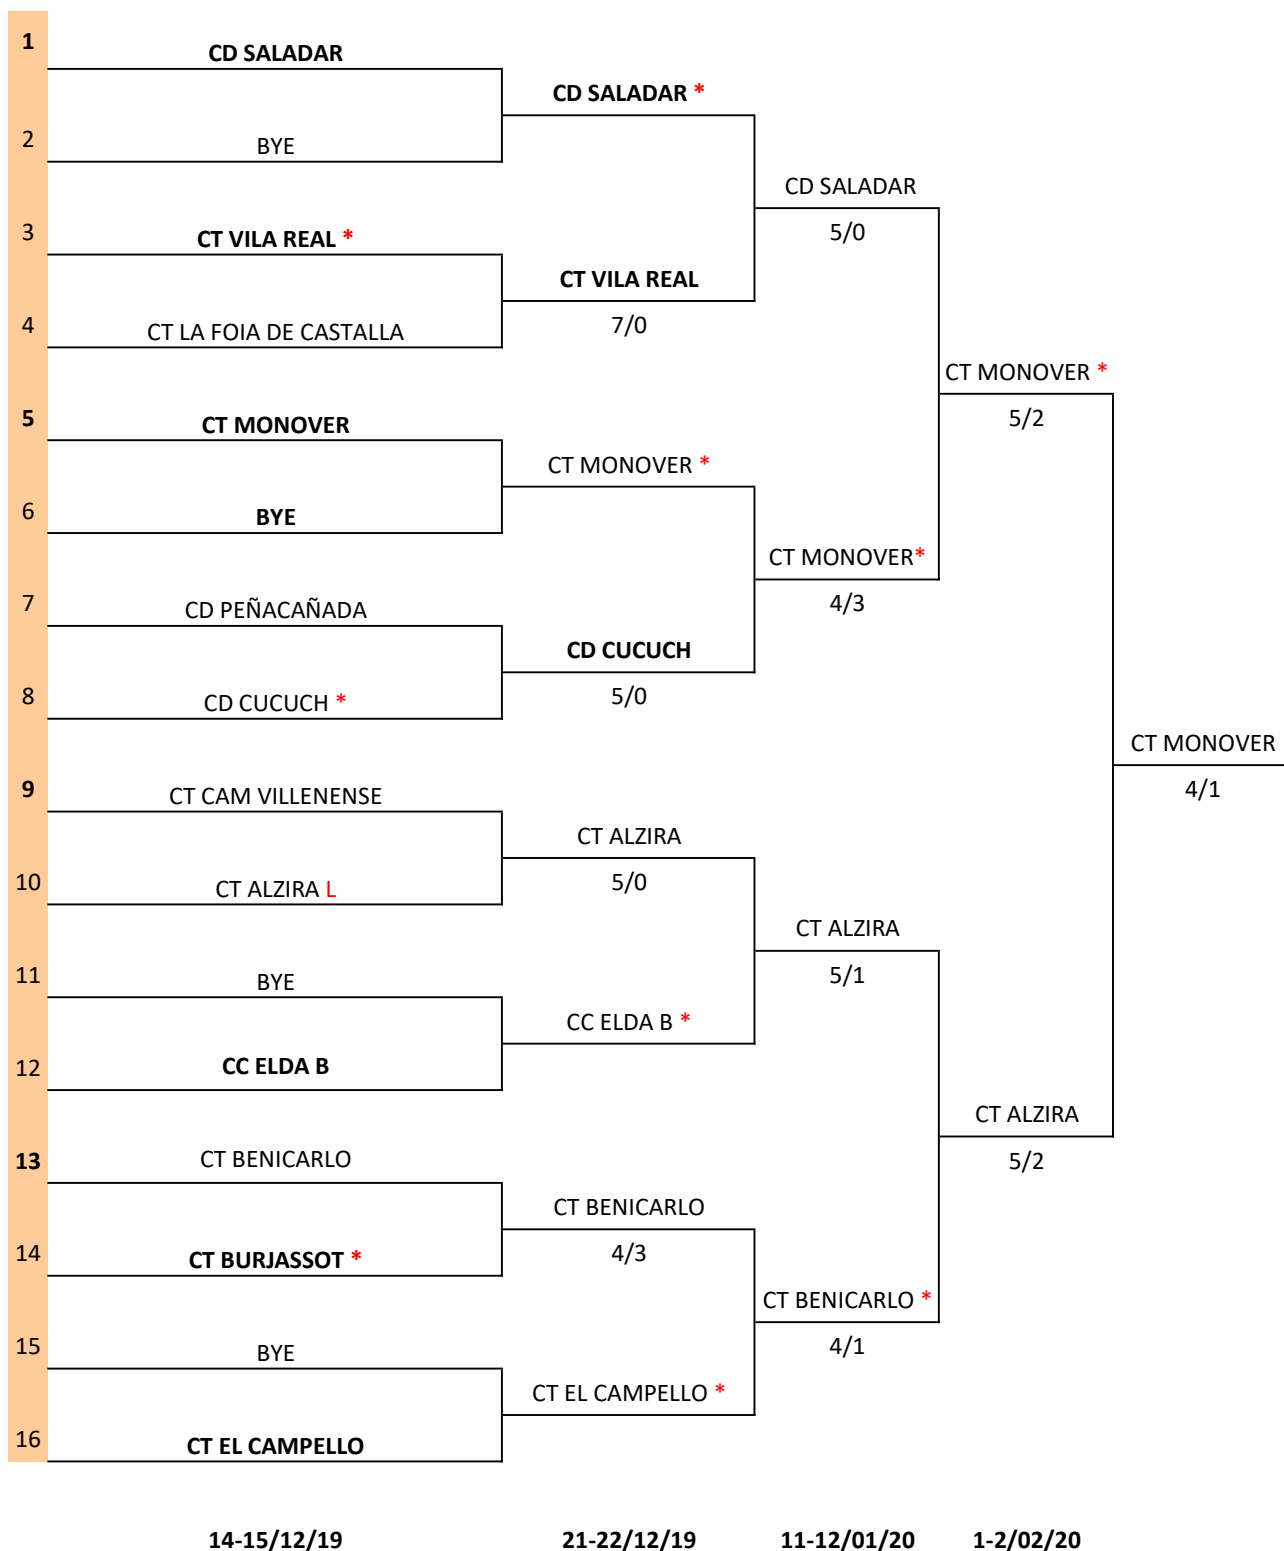 1
CD SALADAR
CD SALADAR *
2
BYE
CD SALADAR
5/0
3
CT VILA REAL *
CT VILA REAL
7/0
4
CT LA FOIA DE CASTALLA
CT MONOVER *
5/2
5
CT MONOVER
CT MONOVER *
6
BYE
CT MONOVER*
4/3
7
CD PEÑACAÑADA
CD CUCUCH
5/0
8
CD CUCUCH *
CT MONOVER
4/1
9
CT CAM VILLENENSE
CT ALZIRA
5/0
10
CT ALZIRA L
CT ALZIRA
5/1
11
BYE
CC ELDA B *
12
CC ELDA B
CT ALZIRA
5/2
13
CT BENICARLO
CT BENICARLO
4/3
14
CT BURJASSOT *
CT BENICARLO *
4/1
15
BYE
CT EL CAMPELLO *
16
CT EL CAMPELLO
14-15/12/19 21-22/12/19 11-12/01/20 1-2/02/20